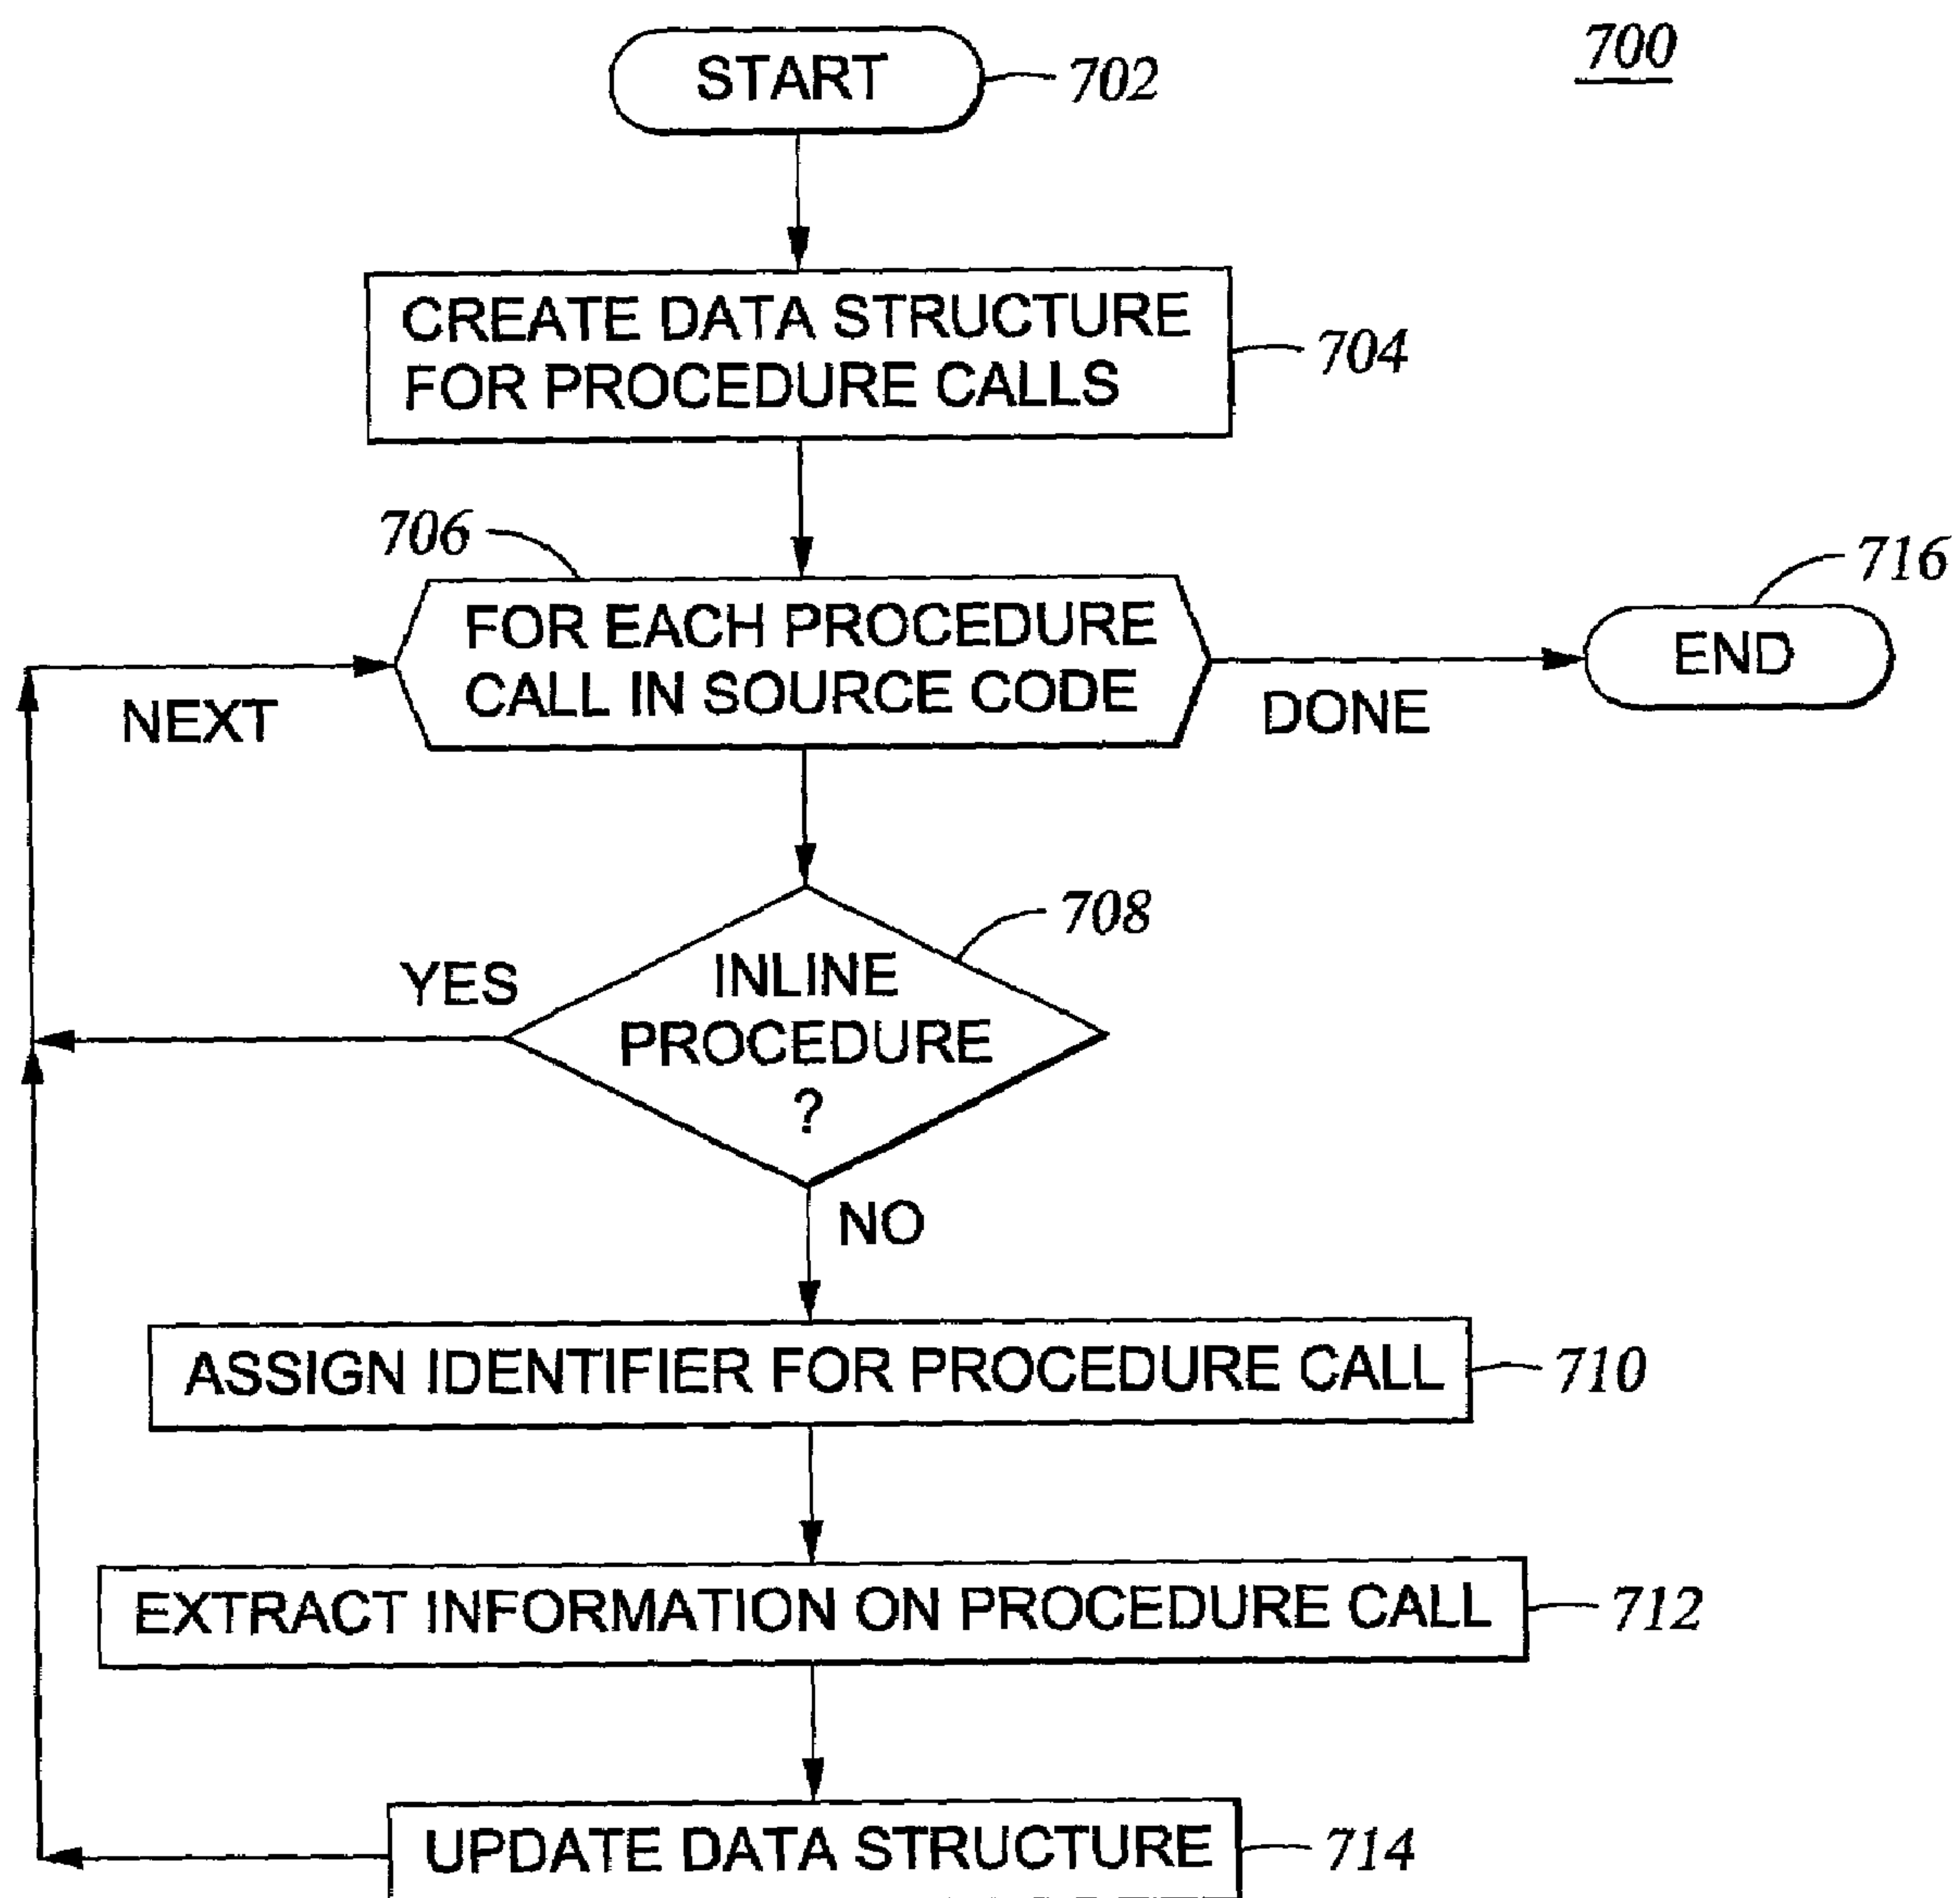 700
START
702
CREATE DATA STRUCTURE
FOR PROCEDURE CALLS
704
706
FOR EACH PROCEDURE
CALL IN SOURCE CODE
716
END
NEXT
DONE
708
INLINE
PROCEDURE
?
YES
NO
ASSIGN IDENTIFIER FOR PROCEDURE CALL
710
EXTRACT INFORMATION ON PROCEDURE CALL
712
UPDATE DATA STRUCTURE
714